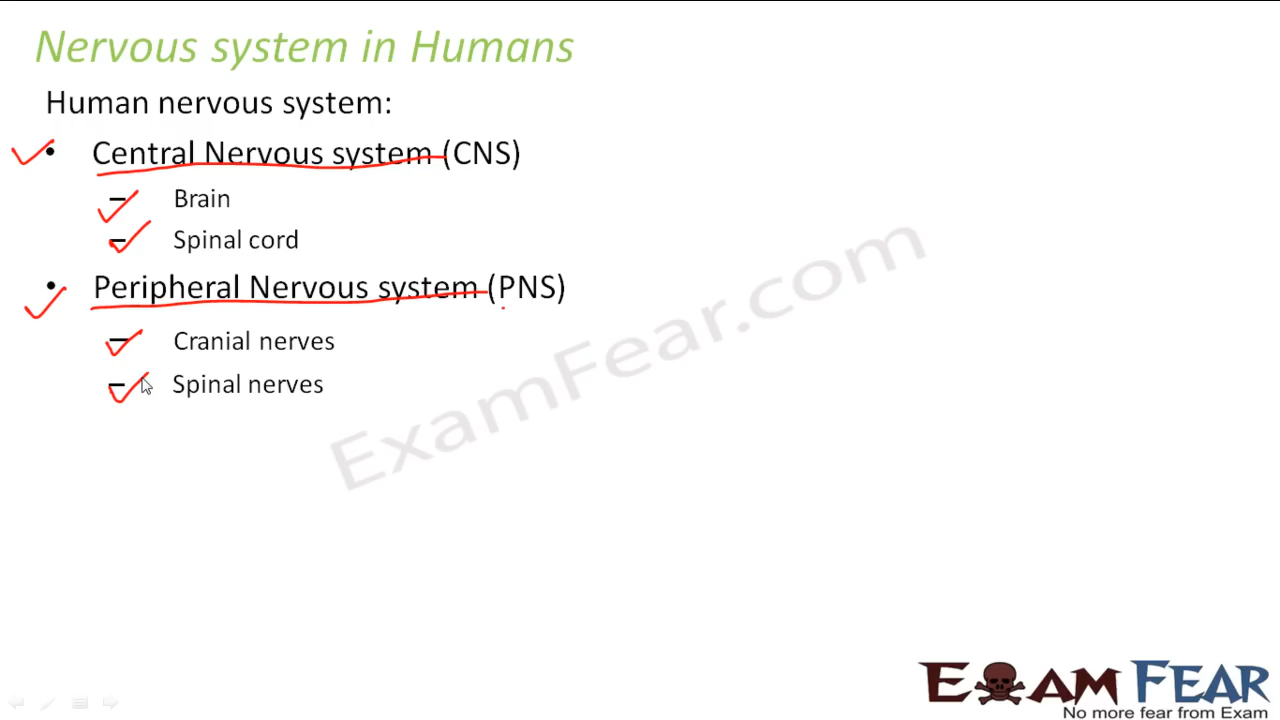 Nervous system in Humans
Human nervous system:
• Central Nervous system (CNS)
– Brain
– Spinal cord
• Peripheral Nervous system (PNS)
– Cranial nerves
– Spinal nerves
ExamFear.com
EXAM FEAR
No more fear from Exam